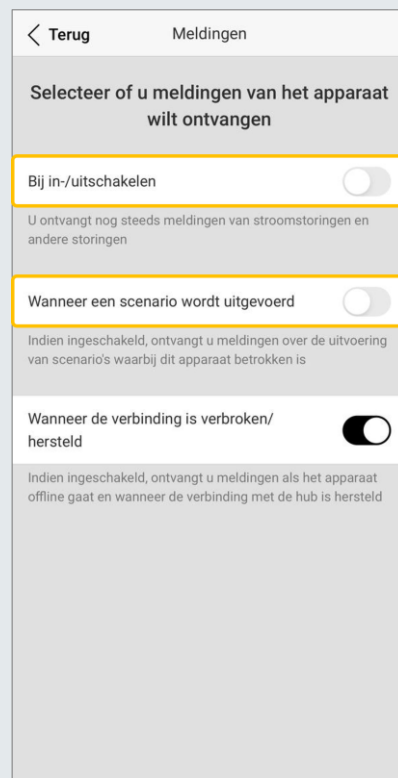 Terug
Meldingen
Selecteer of u meldingen van het apparaat
wilt ontvangen
Bij in-/uitschakelen
U ontvangt nog steeds meldingen van stroomstoringen en
andere storingen
Wanneer een scenario wordt uitgevoerd
Indien ingeschakeld, ontvangt u meldingen over de uitvoering
van scenario's waarbij dit apparaat betrokken is
Wanneer de verbinding is verbroken/
hersteld
Indien ingeschakeld, ontvangt u meldingen als het apparaat
offline gaat en wanneer de verbinding met de hub is hersteld